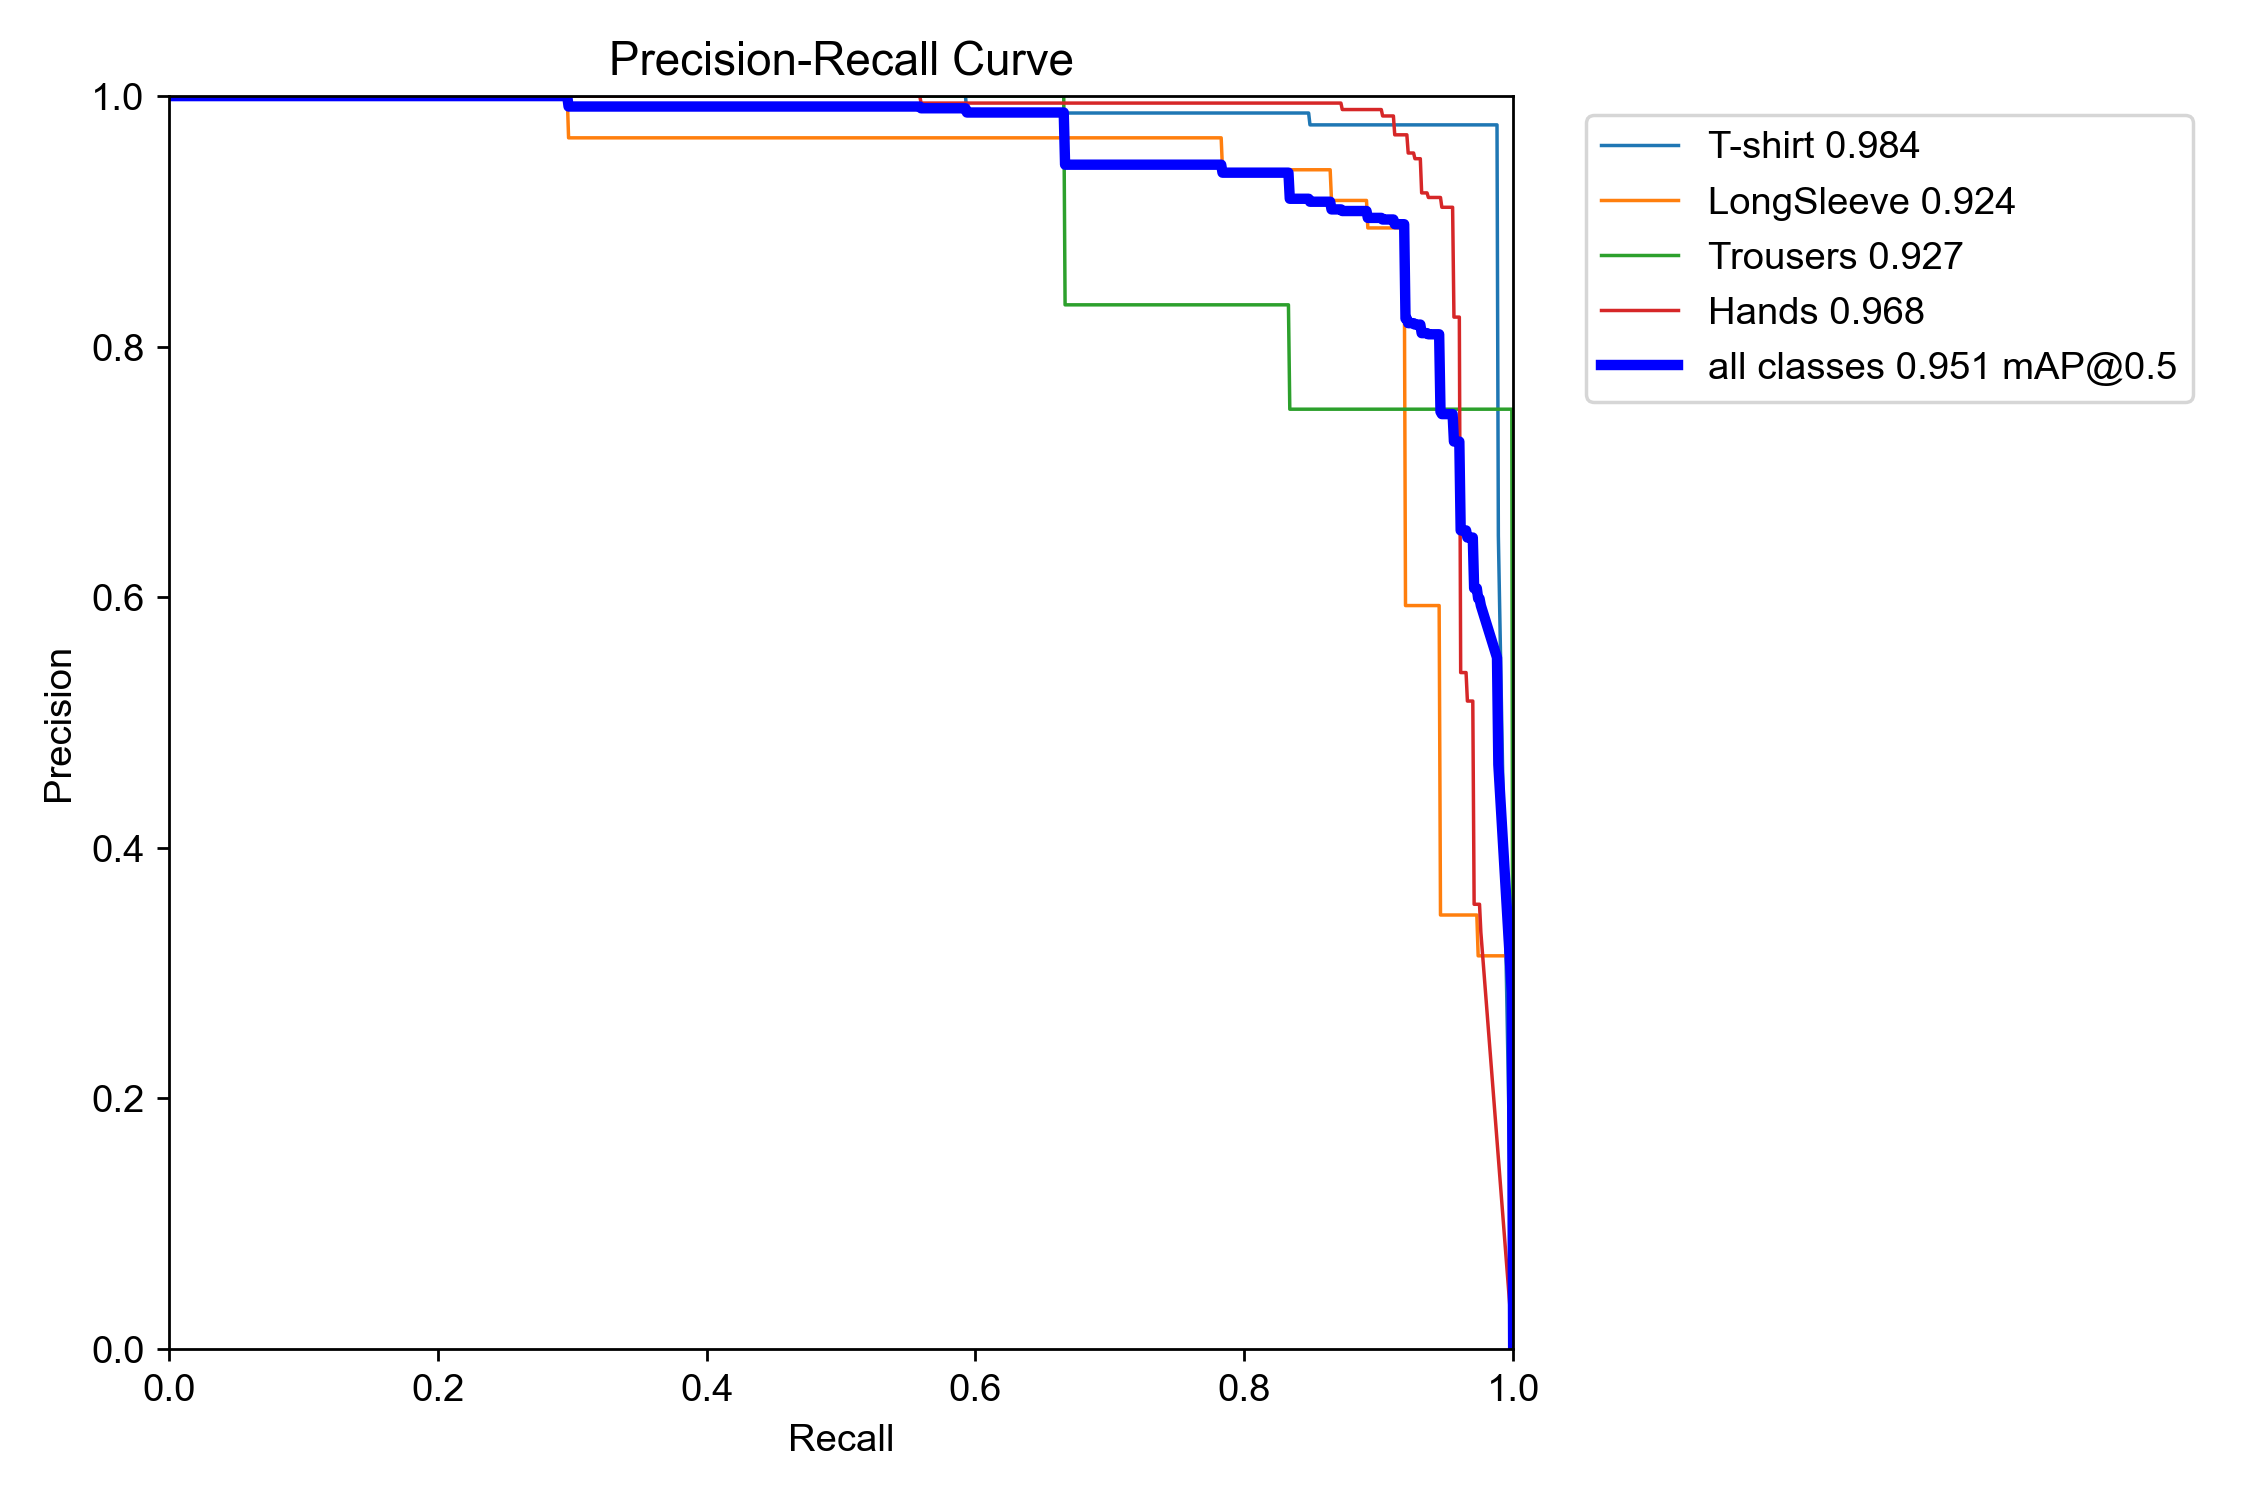 Precision-Recall Curve
1.0
0.8
0.6
0.4
0.2
0.0
Precision
0.0 0.2 0.4 0.6 0.8 1.0
Recall
T-shirt 0.984
LongSleeve 0.924
Trousers 0.927
Hands 0.968
all classes 0.951 mAP@0.5